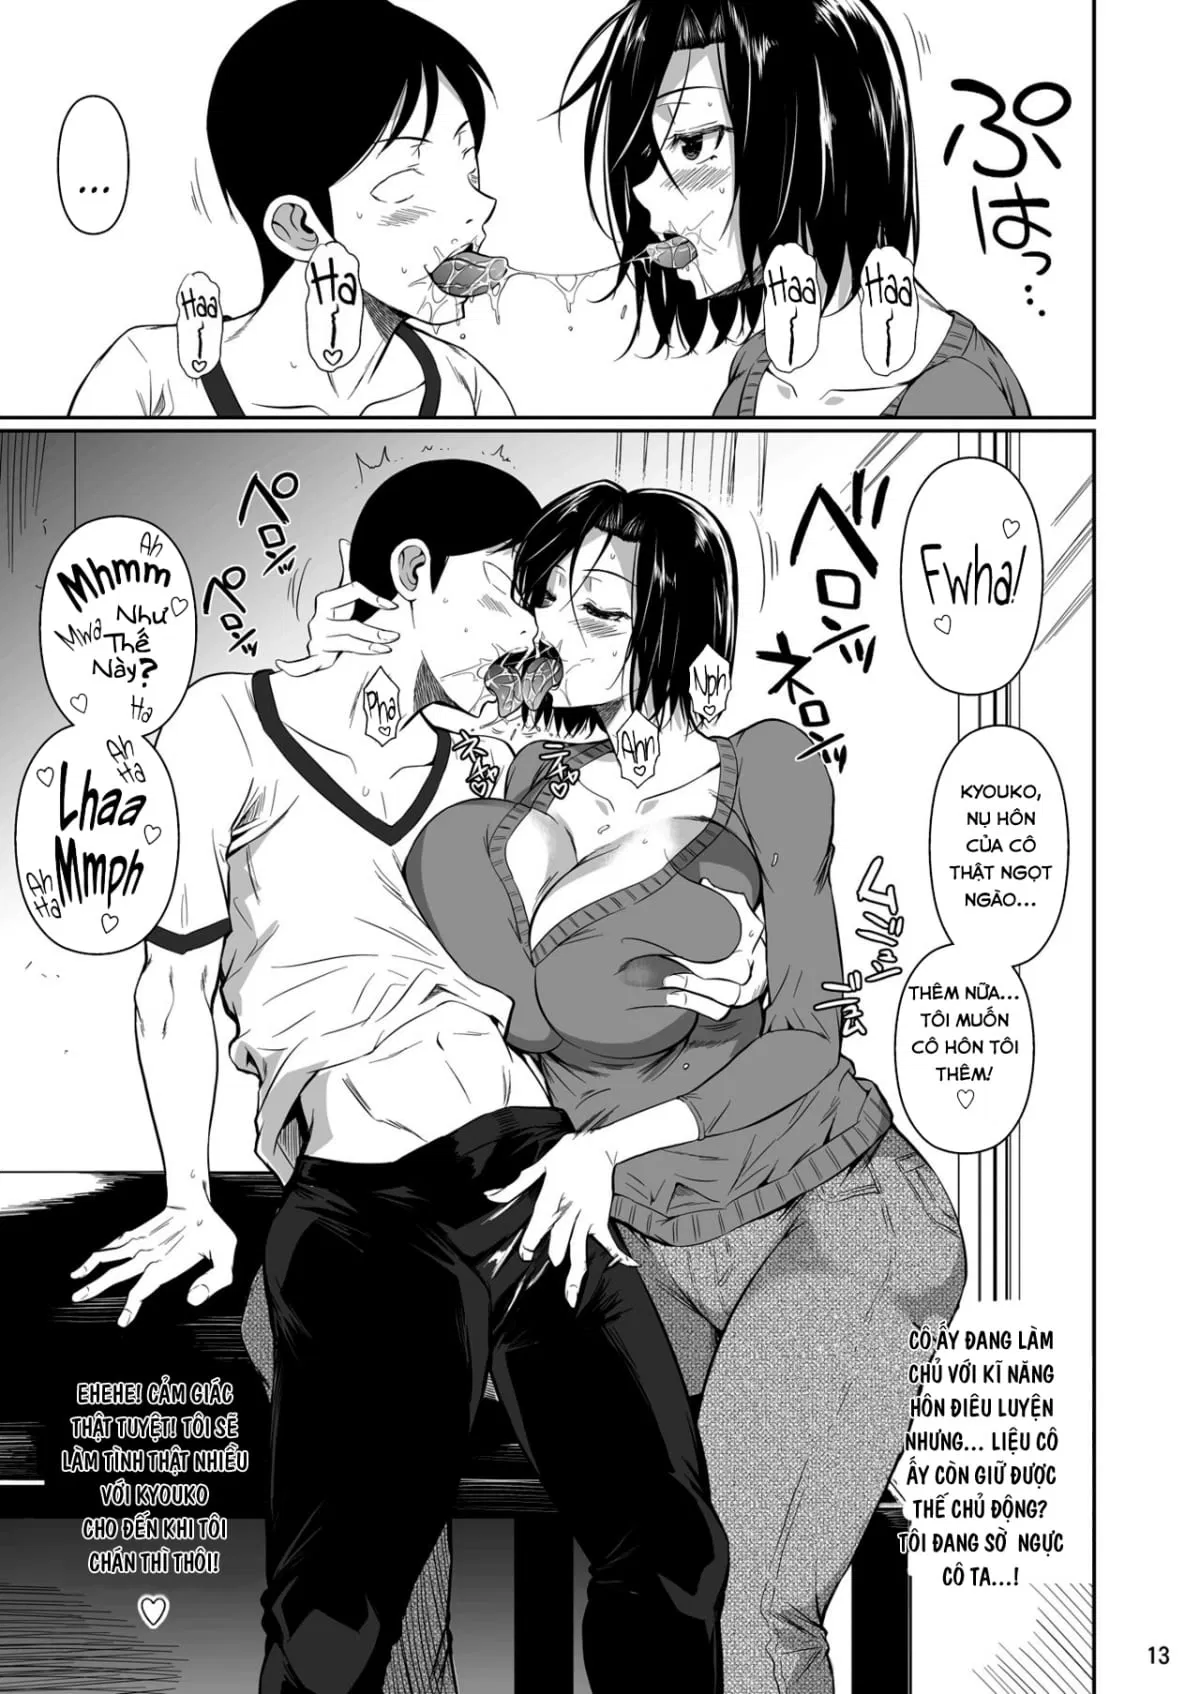 ぷはっ…
...
Haa
Haa
Ha
Haa
Fwha!
KYOUKO,
NỤ HÔN
CỦA CÔ
THẬT NGỌT
NGÀO...
THÊM NỮA...
TÔI MUỐN
CÔ HÔN TÔI
THÊM!
ベロッ
ネロォッ
ペロッ
ペロッ
Nph
Ahh
Pha
Ah
Mhmm
Mwa
Như
Thế
Này?
Ha
Ah
Ha
Lhaa
Mmph
Ah
Ha
CÔ ẤY ĐANG LÀM
CHỦ VỚI KĨ NĂNG
HÔN ĐIÊU LUYỆN
NHƯNG... LIỆU CÔ
ẤY CÒN GIỮ ĐƯỢC
THẾ CHỦ ĐỘNG?
TÔI ĐANG SỜ NGỰC
CÔ TA...!
EHEHE! CẢM GIÁC
THẬT TUYỆT! TÔI SẼ
LÀM TÌNH THẬT NHIỀU
VỚI KYOUKO
CHO ĐẾN KHI TÔI
CHÁN THÌ THÔI!
13